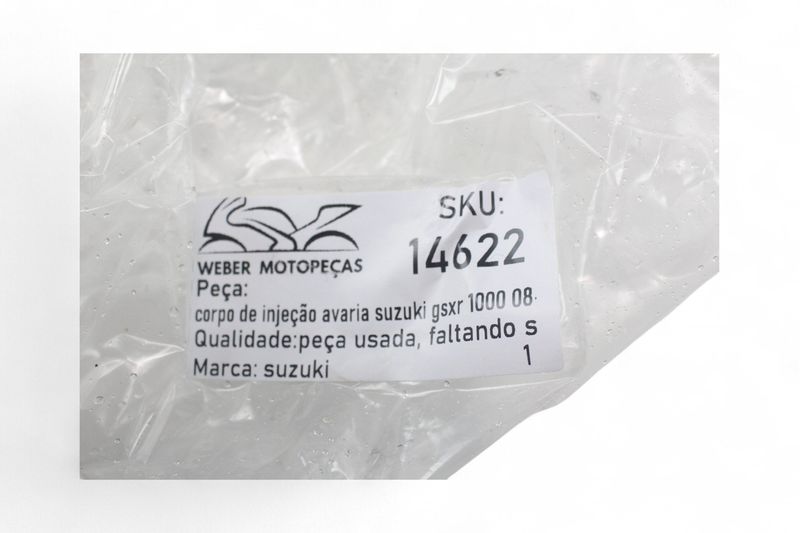 SKU:
14622
WEBER MOTOPEÇAS
Peça:
corpo de injeção avaria suzuki gsxr 1000 08-
Qualidade:peça usada, faltando s
1
Marca: suzuki